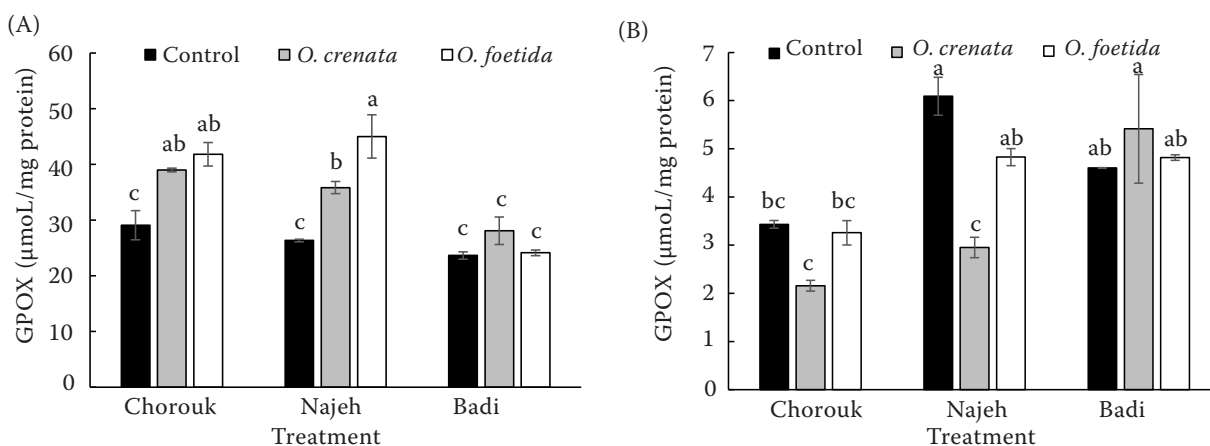 (A)
GPOX (µmoL/mg protein)
60
50
40
30
20
10
0
Control O. crenata O. foetida
c ab ab
c b a
c c c
Chorouk Najeh Badi
Treatment
(B)
GPOX (µmoL/mg protein)
7
6
5
4
3
2
1
0
Control O. crenata O. foetida
bc c bc
a c ab
ab a ab
Chorouk Najeh Badi
Treatment